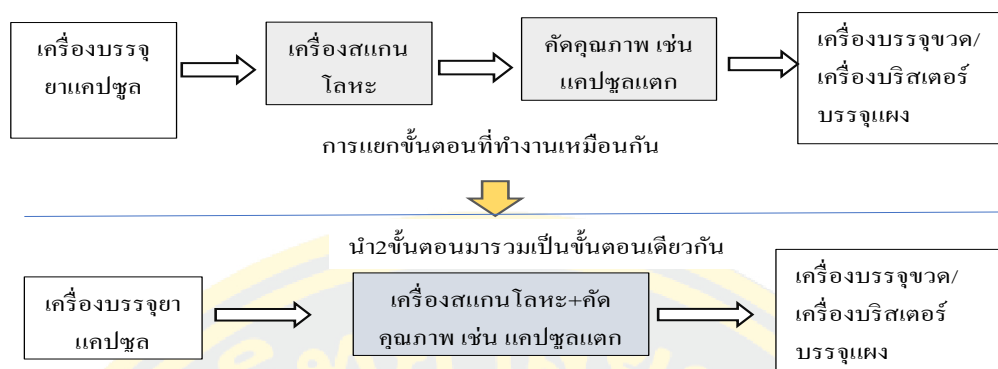 เครื่องบรรจุ
ยาแคปซูล
เครื่องสแกน
โลหะ
คัดคุณภาพ เช่น
แคปซูลแตก
เครื่องบรรจุขวด/
เครื่องบริสเตอร์
บรรจุแผง
การแยกขั้นตอนที่ทำงานเหมือนกัน
นำ2ขั้นตอนมารวมเป็นขั้นตอนเดียวกัน
เครื่องบรรจุยา
แคปซูล
เครื่องสแกนโลหะ+คัด
คุณภาพ เช่น แคปซูลแตก
เครื่องบรรจุขวด/
เครื่องบริสเตอร์
บรรจุแผง